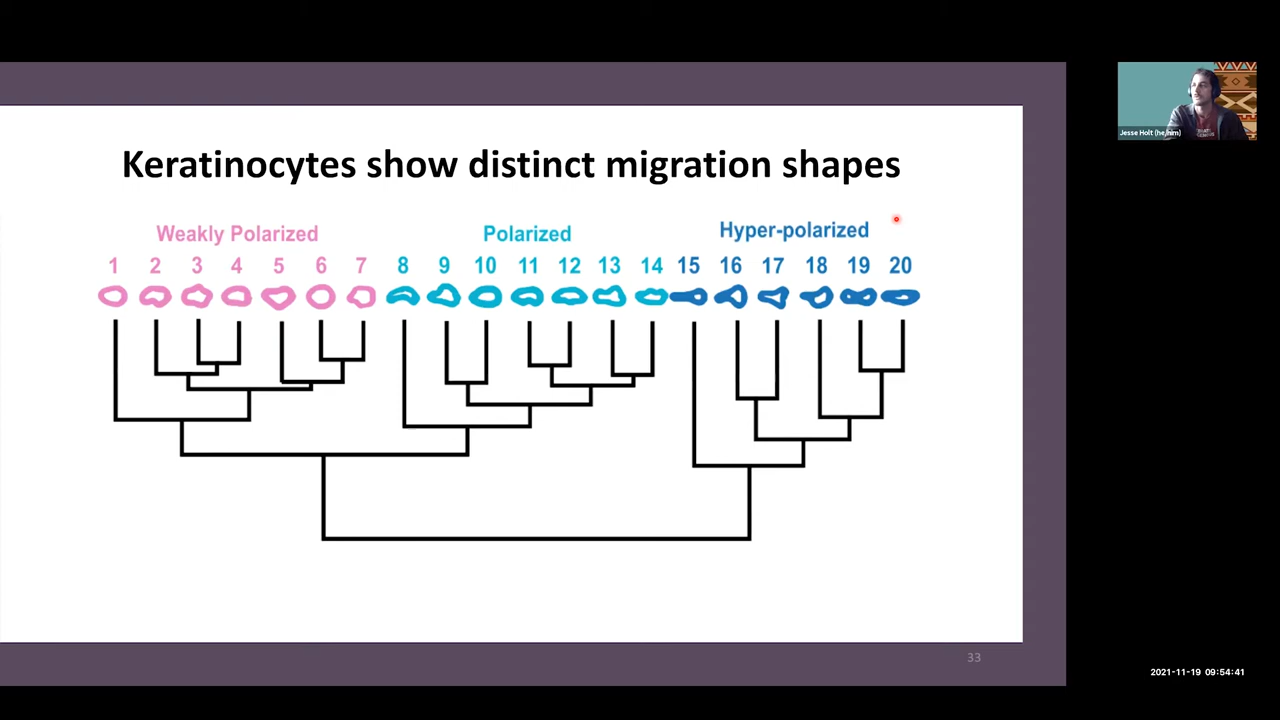 Keratinocytes show distinct migration shapes
Weakly Polarized Polarized Hyper-polarized
1 2 3 4 5 6 7 8 9 10 11 12 13 14 15 16 17 18 19 20
33
Jesse Holt (he/him)
2021-11-19 09:54:41